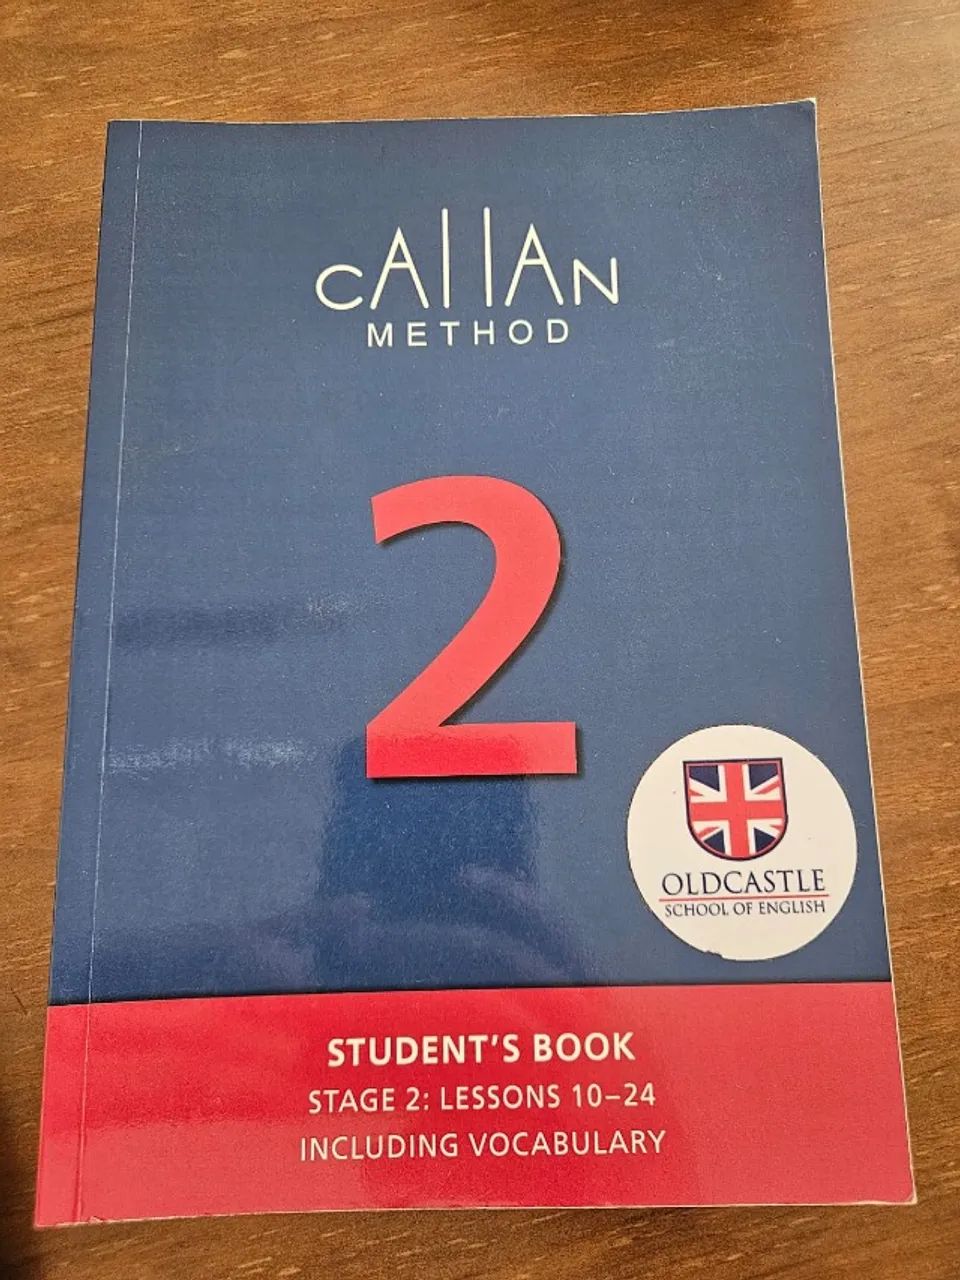 CALLAN
METHOD
2
OLDCASTLE
SCHOOL OF ENGLISH
STUDENT'S BOOK
STAGE 2: LESSONS 10–24
INCLUDING VOCABULARY